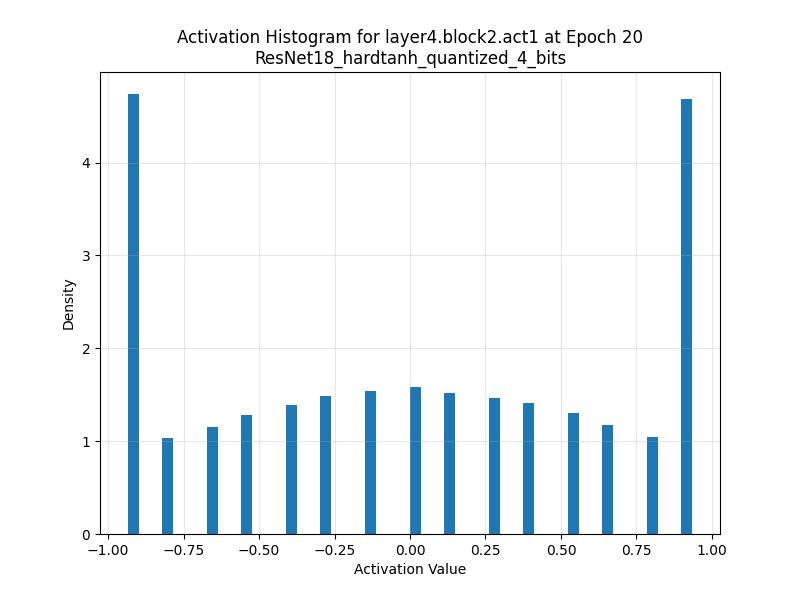 Activation Histogram for layer4.block2.act1 at Epoch 20
ResNet18_hardtanh_quantized_4_bits
4
3
2
1
0
Density
−1.00 −0.75 −0.50 −0.25 0.00 0.25 0.50 0.75 1.00
Activation Value